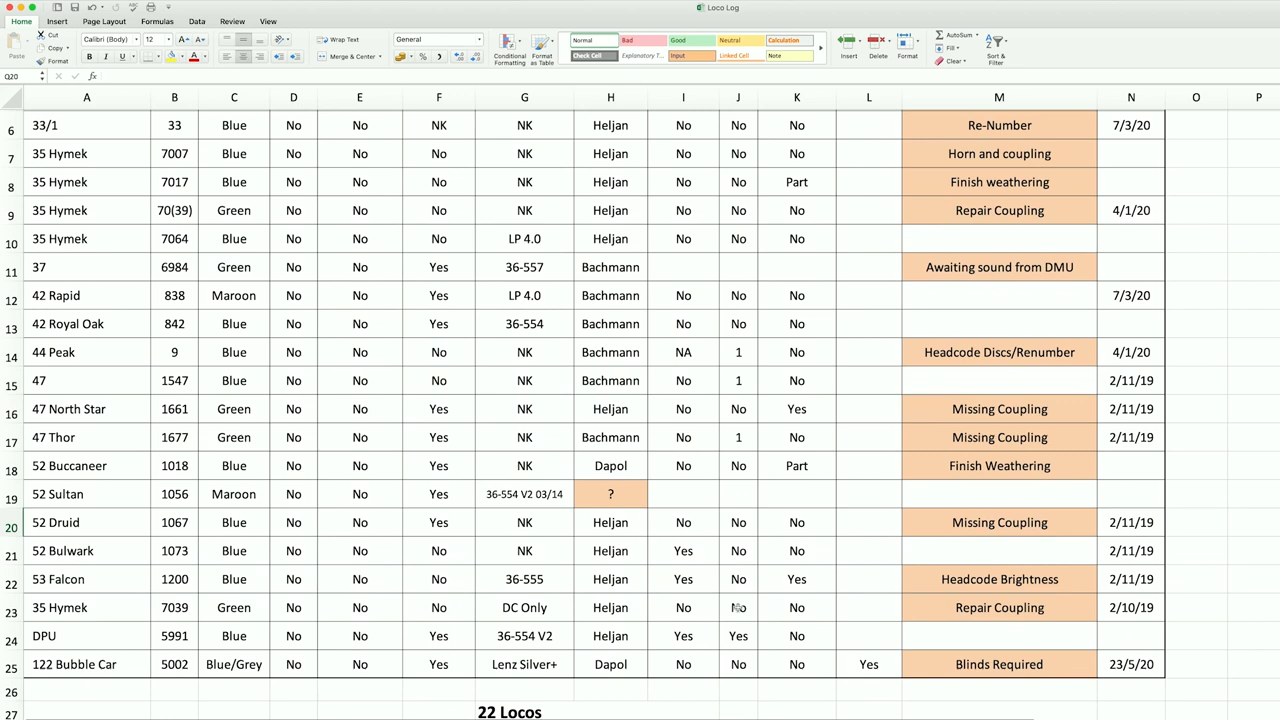 Loco Log
Home Insert Page Layout Formulas Data Review View
Cut
Copy
Paste
Calibri (Body) 12 A A
B I U
Wrap Text
Merge & Center
General
Conditional Formatting
Format as Table
Normal Bad Good Neutral Calculation
Check Cell Explanatory T... Input Linked Cell Note
Insert Delete Format
AutoSum
Fill
Clear
Sort & Filter
Q20 fx
A B C D E F G H I J K L M N O P
6 33/1 33 Blue No No NK NK Heljan No No No Re-Number 7/3/20
7 35 Hymek 7007 Blue No No No NK Heljan No No No Horn and coupling
8 35 Hymek 7017 Blue No No No NK Heljan No No Part Finish weathering
9 35 Hymek 70(39) Green No No No NK Heljan No No No Repair Coupling 4/1/20
10 35 Hymek 7064 Blue No No No LP 4.0 Heljan No No No
11 37 6984 Green No No Yes 36-557 Bachmann Awaiting sound from DMU
12 42 Rapid 838 Maroon No No Yes LP 4.0 Bachmann No No No 7/3/20
13 42 Royal Oak 842 Blue No No Yes 36-554 Bachmann No No No
14 44 Peak 9 Blue No No No NK Bachmann NA 1 No Headcode Discs/Renumber 4/1/20
15 47 1547 Blue No No No NK Bachmann No 1 No 2/11/19
16 47 North Star 1661 Green No No Yes NK Heljan No No Yes Missing Coupling 2/11/19
17 47 Thor 1677 Green No No Yes NK Bachmann No 1 No Missing Coupling 2/11/19
18 52 Buccaneer 1018 Blue No No Yes NK Dapol No No Part Finish Weathering
19 52 Sultan 1056 Maroon No No Yes 36-554 V2 03/14 ?
20 52 Druid 1067 Blue No No Yes NK Heljan No No No Missing Coupling 2/11/19
21 52 Bulwark 1073 Blue No No No NK Heljan Yes No No 2/11/19
22 53 Falcon 1200 Blue No No No 36-555 Heljan Yes No Yes Headcode Brightness 2/11/19
23 35 Hymek 7039 Green No No No DC Only Heljan No No No Repair Coupling 2/10/19
24 DPU 5991 Blue No No Yes 36-554 V2 Heljan Yes Yes No
25 122 Bubble Car 5002 Blue/Grey No No Yes Lenz Silver+ Dapol No No No Yes Blinds Required 23/5/20
26
27 22 Locos